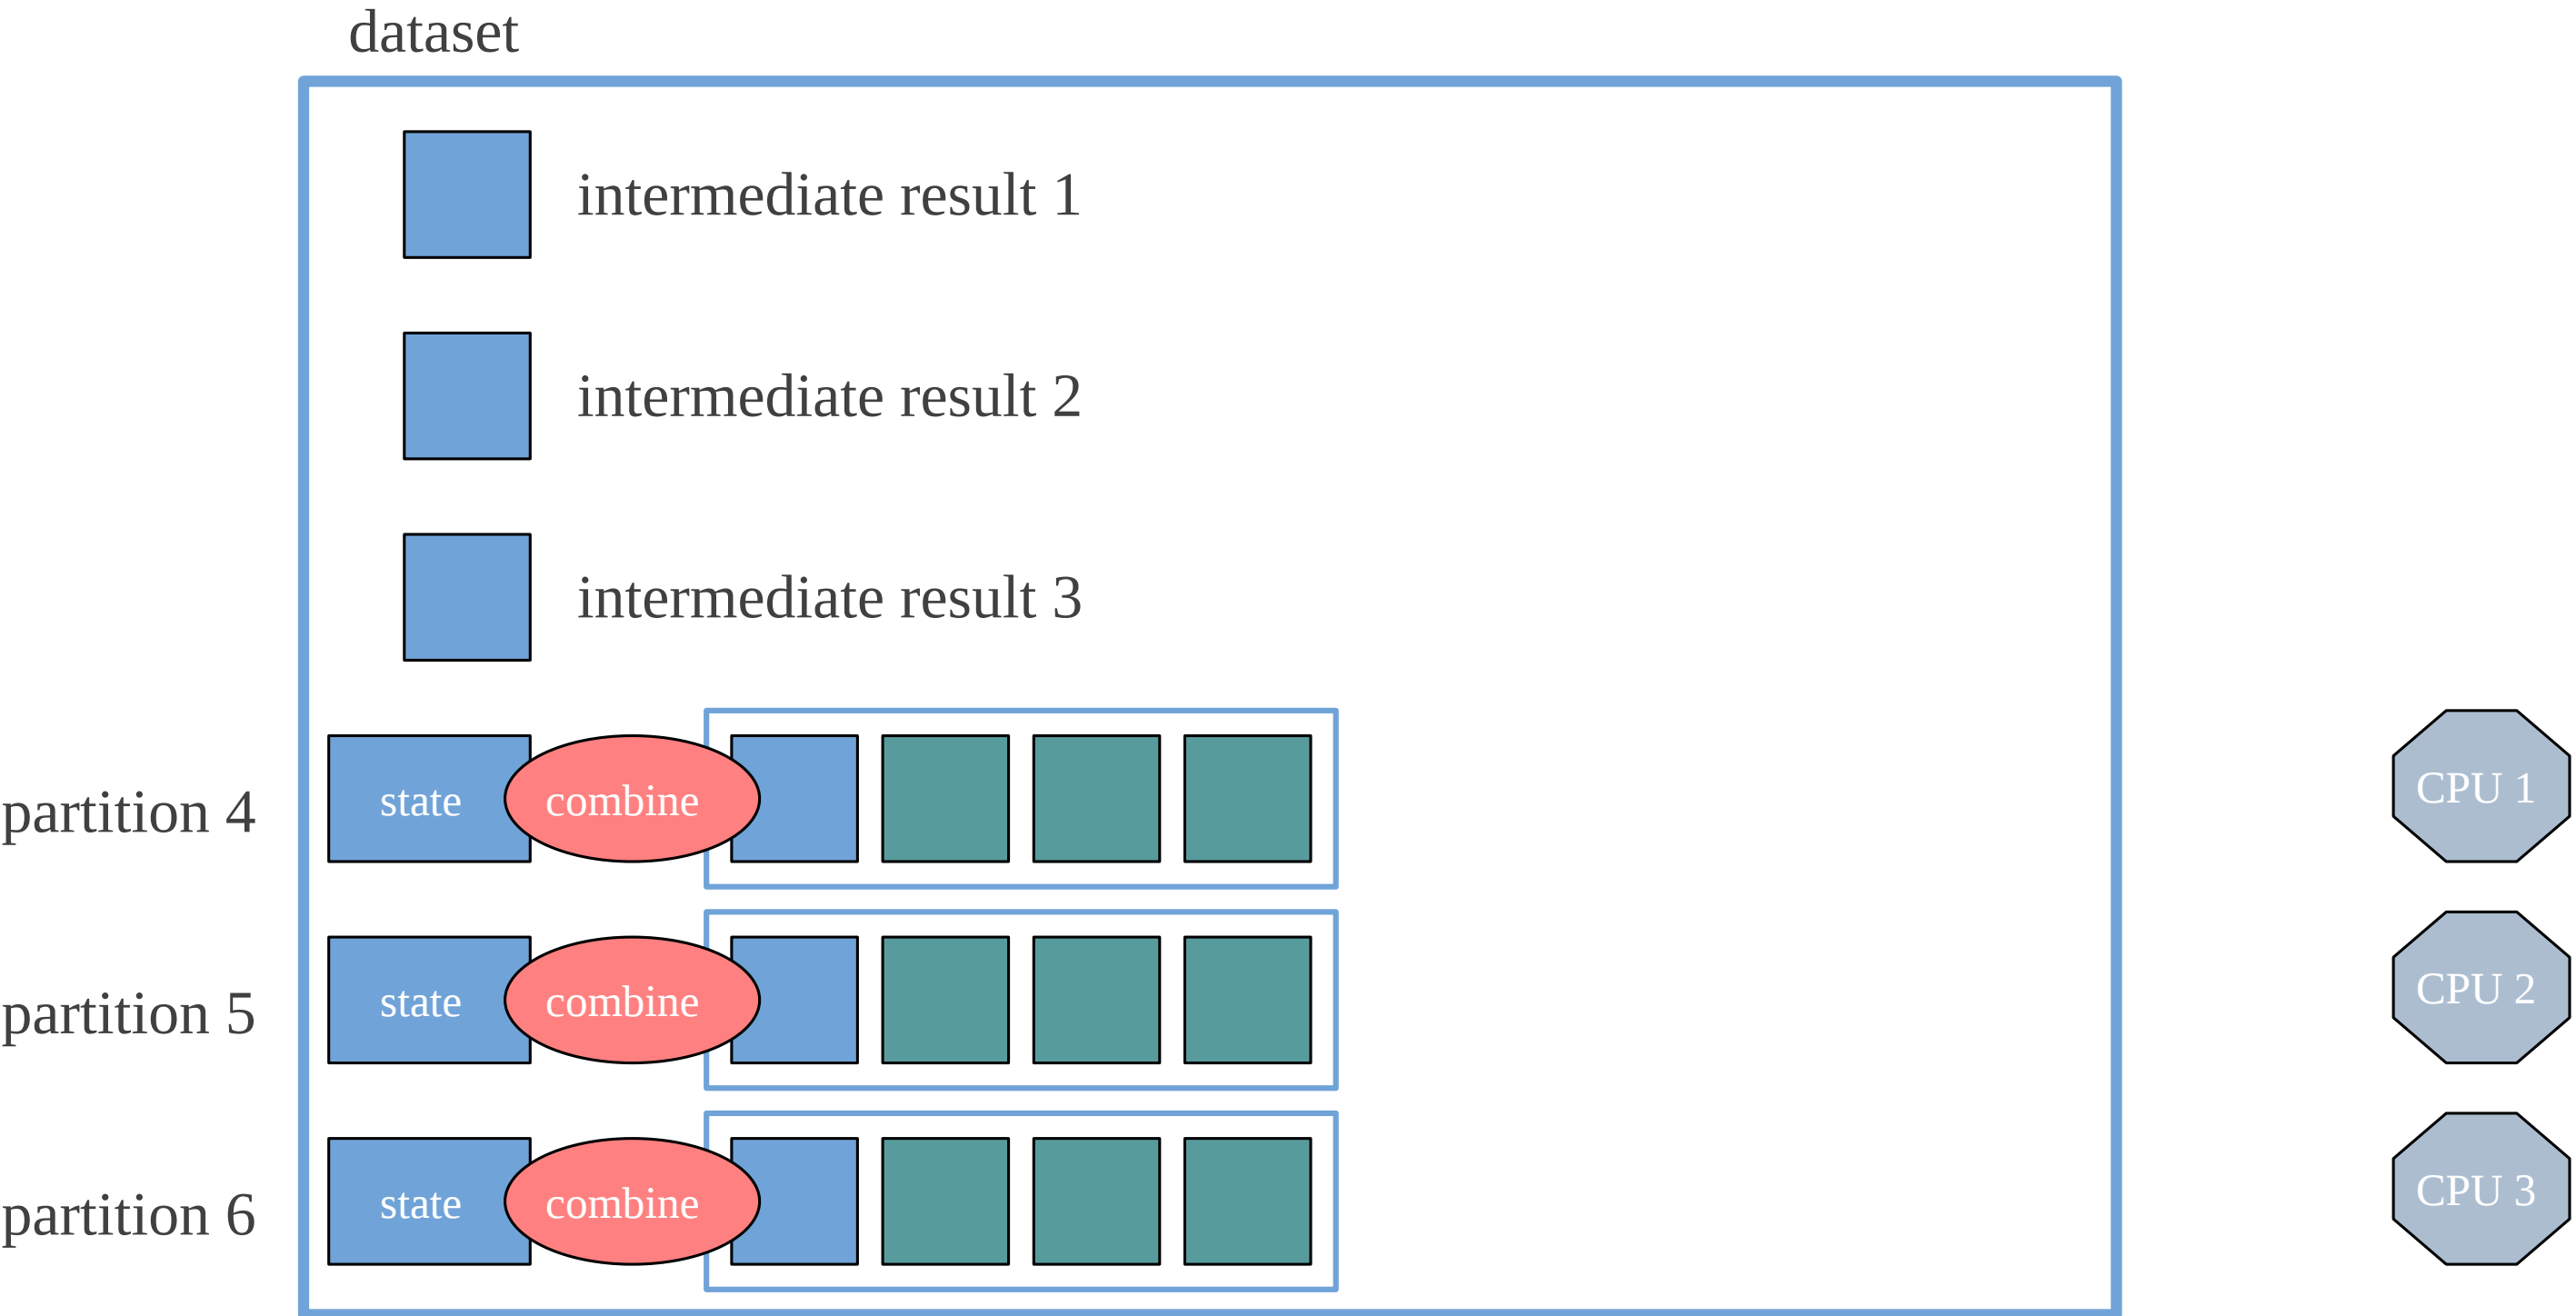 dataset
intermediate result 1
intermediate result 2
intermediate result 3
partition 4 state combine CPU 1
partition 5 state combine CPU 2
partition 6 state combine CPU 3